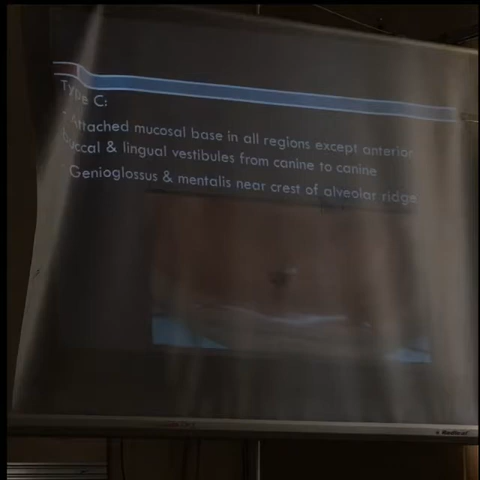 Type C:
Attached mucosal base in all regions except anterior
buccal & lingual vestibules from canine to canine
Genioglossus & mentalis near crest of alveolar ridge